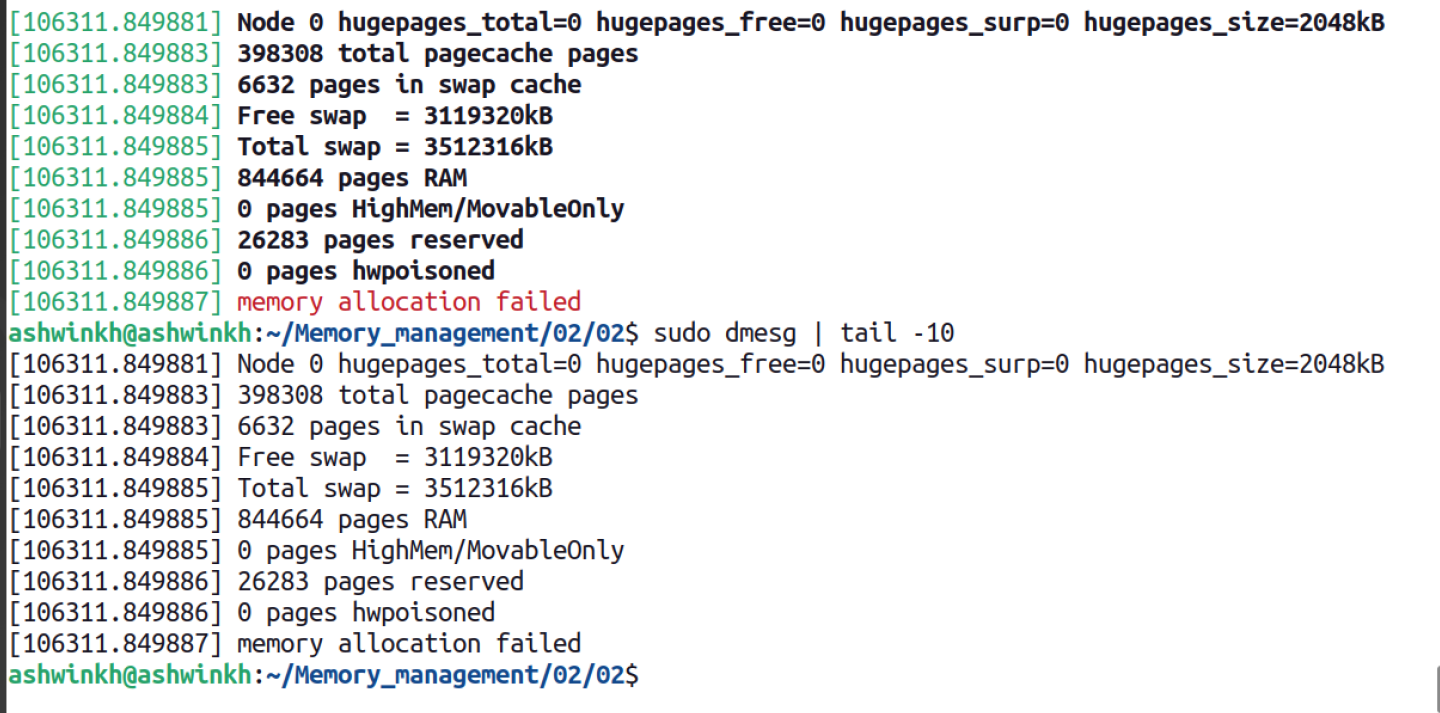 [106311.849881] Node 0 hugepages_total=0 hugepages_free=0 hugepages_surp=0 hugepages_size=2048kB
[106311.849883] 398308 total pagecache pages
[106311.849883] 6632 pages in swap cache
[106311.849884] Free swap  = 3119320kB
[106311.849885] Total swap = 3512316kB
[106311.849885] 844664 pages RAM
[106311.849885] 0 pages HighMem/MovableOnly
[106311.849886] 26283 pages reserved
[106311.849886] 0 pages hwpoisoned
[106311.849887] memory allocation failed
ashwinkh@ashwinkh:~/Memory_management/02/02$ sudo dmesg | tail -10
[106311.849881] Node 0 hugepages_total=0 hugepages_free=0 hugepages_surp=0 hugepages_size=2048kB
[106311.849883] 398308 total pagecache pages
[106311.849883] 6632 pages in swap cache
[106311.849884] Free swap  = 3119320kB
[106311.849885] Total swap = 3512316kB
[106311.849885] 844664 pages RAM
[106311.849885] 0 pages HighMem/MovableOnly
[106311.849886] 26283 pages reserved
[106311.849886] 0 pages hwpoisoned
[106311.849887] memory allocation failed
ashwinkh@ashwinkh:~/Memory_management/02/02$